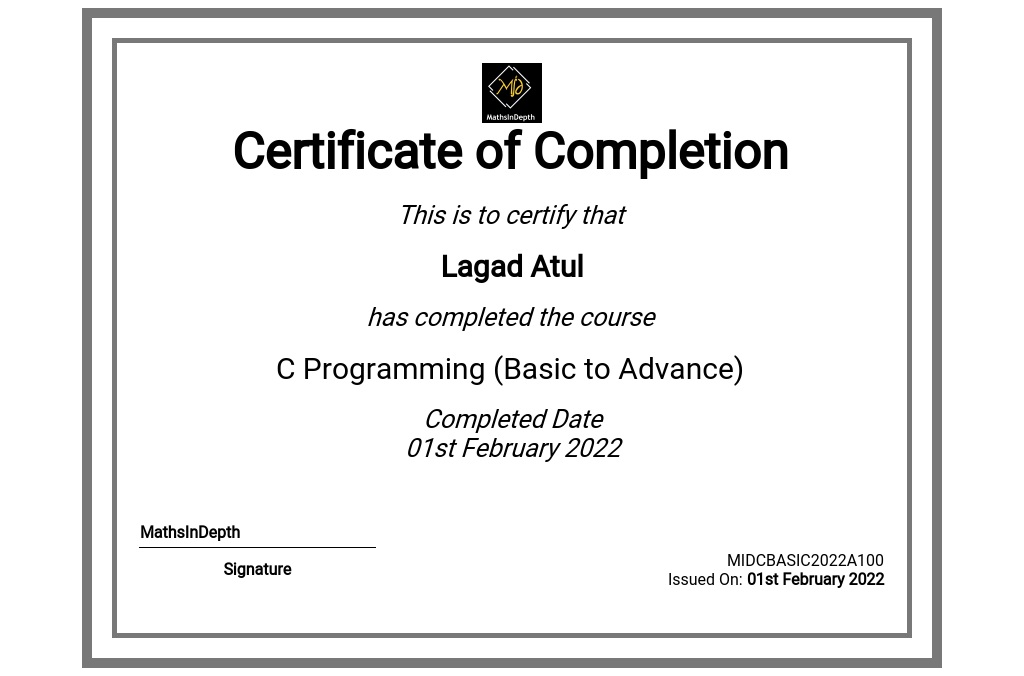 MID
MathsInDepth
Certificate of Completion
This is to certify that
Lagad Atul
has completed the course
C Programming (Basic to Advance)
Completed Date
01st February 2022
MathsInDepth
Signature
MIDCBASIC2022A100
Issued On: 01st February 2022